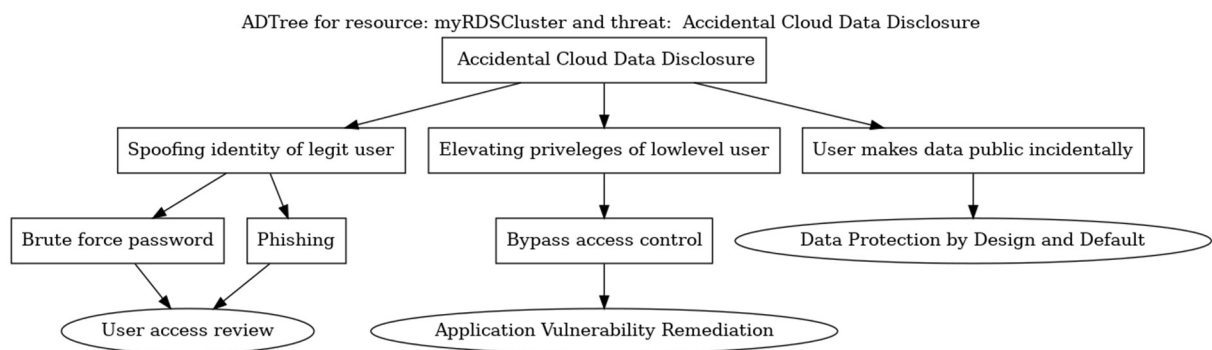 ADTree for resource: myRDSCluster and threat:  Accidental Cloud Data Disclosure
Accidental Cloud Data Disclosure
Spoofing identity of legit user
Elevating priveleges of lowlevel user
User makes data public incidentally
Brute force password
Phishing
Bypass access control
Data Protection by Design and Default
User access review
Application Vulnerability Remediation